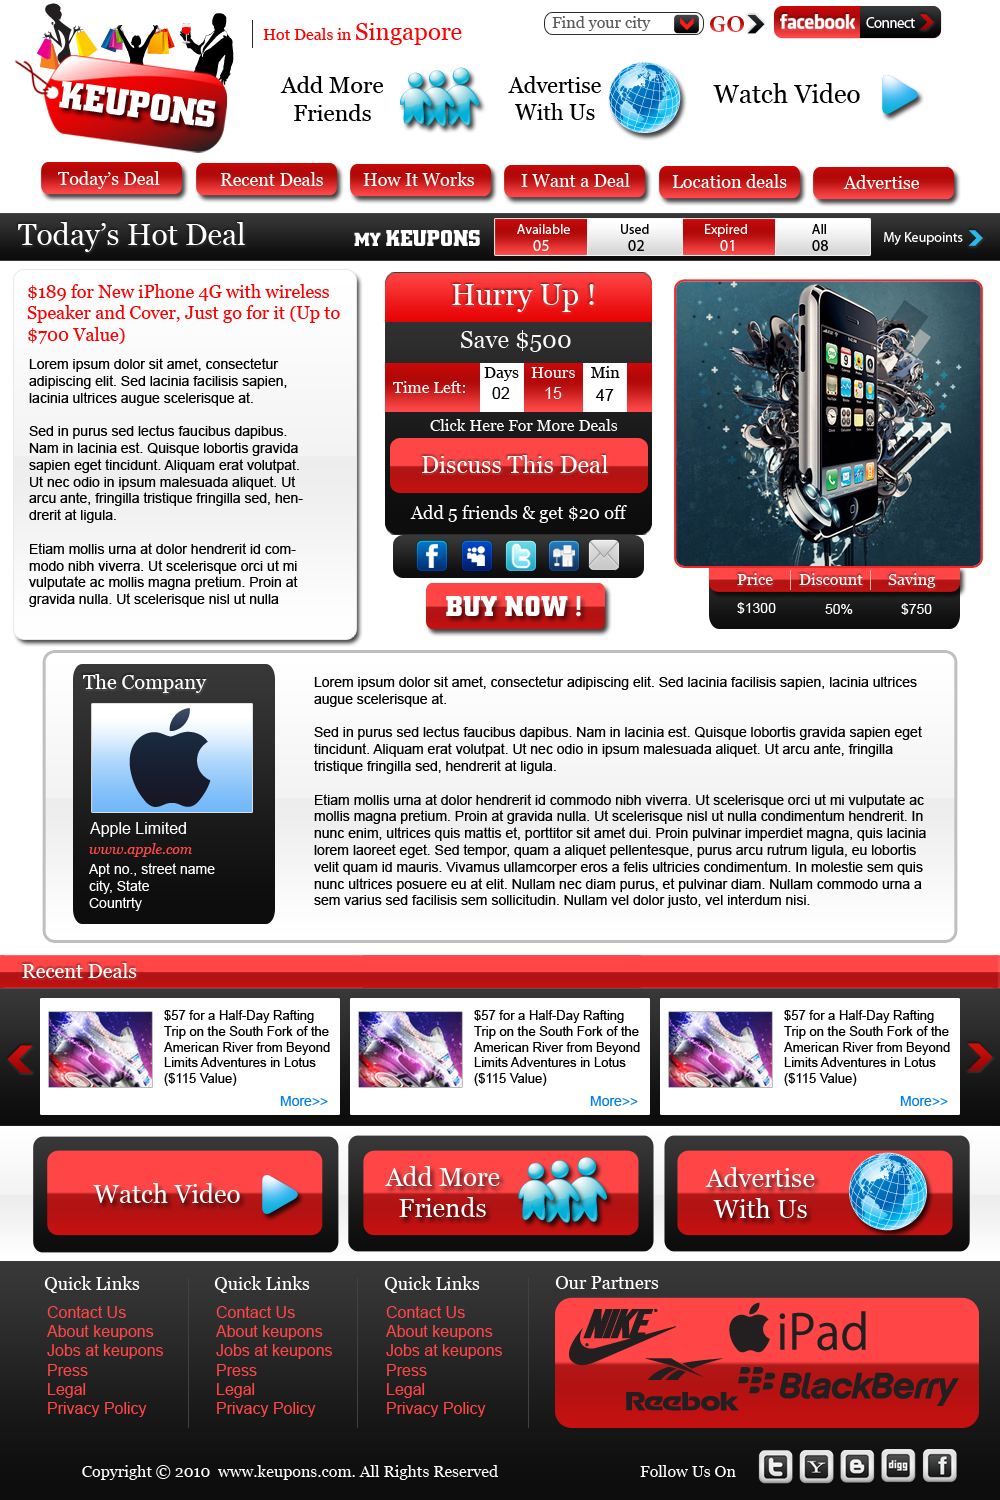 KEUPONS
Hot Deals in Singapore
Find your city
GO
facebook Connect
Add More
Friends
Advertise
With Us
Watch Video
Today's Deal
Recent Deals
How It Works
I Want a Deal
Location deals
Advertise
Today's Hot Deal
MY KEUPONS
Available
05
Used
02
Expired
01
All
08
My Keupoints
$189 for New iPhone 4G with wireless
Speaker and Cover, Just go for it (Up to
$700 Value)
Lorem ipsum dolor sit amet, consectetur
adipiscing elit. Sed lacinia facilisis sapien,
lacinia ultrices augue scelerisque at.
Sed in purus sed lectus faucibus dapibus.
Nam in lacinia est. Quisque lobortis gravida
sapien eget tincidunt. Aliquam erat volutpat.
Ut nec odio in ipsum malesuada aliquet. Ut
arcu ante, fringilla tristique fringilla sed, hen-
drerit at ligula.
Etiam mollis urna at dolor hendrerit id com-
modo nibh viverra. Ut scelerisque orci ut mi
vulputate ac mollis magna pretium. Proin at
gravida nulla. Ut scelerisque nisl ut nulla
Hurry Up !
Save $500
Time Left:
Days
02
Hours
15
Min
47
Click Here For More Deals
Discuss This Deal
Add 5 friends & get $20 off
BUY NOW !
Price Discount Saving
$1300 50% $750
The Company
Apple Limited
www.apple.com
Apt no., street name
city, State
Countrty
Lorem ipsum dolor sit amet, consectetur adipiscing elit. Sed lacinia facilisis sapien, lacinia ultrices
augue scelerisque at.
Sed in purus sed lectus faucibus dapibus. Nam in lacinia est. Quisque lobortis gravida sapien eget
tincidunt. Aliquam erat volutpat. Ut nec odio in ipsum malesuada aliquet. Ut arcu ante, fringilla
tristique fringilla sed, hendrerit at ligula.
Etiam mollis urna at dolor hendrerit id commodo nibh viverra. Ut scelerisque orci ut mi vulputate ac
mollis magna pretium. Proin at gravida nulla. Ut scelerisque nisl ut nulla condimentum hendrerit. In
nunc enim, ultrices quis mattis et, porttitor sit amet dui. Proin pulvinar imperdiet magna, quis lacinia
lorem laoreet eget. Sed tempor, quam a aliquet pellentesque, purus arcu rutrum ligula, eu lobortis
velit quam id mauris. Vivamus ullamcorper eros a felis ultricies condimentum. In molestie sem quis
nunc ultrices posuere eu at elit. Nullam nec diam purus, et pulvinar diam. Nullam commodo urna a
sem varius sed facilisis sem sollicitudin. Nullam vel dolor justo, vel interdum nisi.
Recent Deals
$57 for a Half-Day Rafting
Trip on the South Fork of the
American River from Beyond
Limits Adventures in Lotus
($115 Value)
More>>
$57 for a Half-Day Rafting
Trip on the South Fork of the
American River from Beyond
Limits Adventures in Lotus
($115 Value)
More>>
$57 for a Half-Day Rafting
Trip on the South Fork of the
American River from Beyond
Limits Adventures in Lotus
($115 Value)
More>>
Watch Video
Add More
Friends
Advertise
With Us
Quick Links
Contact Us
About keupons
Jobs at keupons
Press
Legal
Privacy Policy
Quick Links
Contact Us
About keupons
Jobs at keupons
Press
Legal
Privacy Policy
Quick Links
Contact Us
About keupons
Jobs at keupons
Press
Legal
Privacy Policy
Our Partners
NIKE
iPad
Reebok
BlackBerry
Copyright © 2010 www.keupons.com. All Rights Reserved
Follow Us On
digg